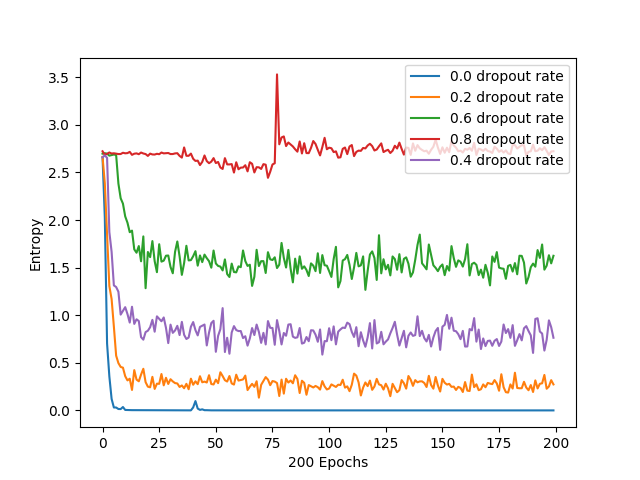 3.5
3.0
2.5
2.0
1.5
1.0
0.5
0.0
Entropy
0 25 50 75 100 125 150 175 200
200 Epochs
0.0 dropout rate
0.2 dropout rate
0.6 dropout rate
0.8 dropout rate
0.4 dropout rate